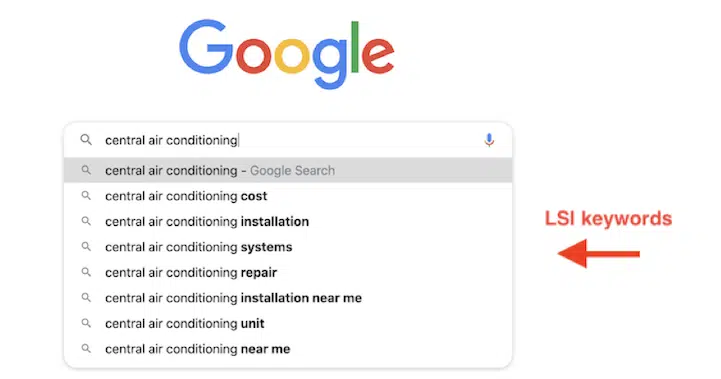 Google
central air conditioning
central air conditioning - Google Search
central air conditioning cost
central air conditioning installation
central air conditioning systems
central air conditioning repair
central air conditioning installation near me
central air conditioning unit
central air conditioning near me
LSI keywords